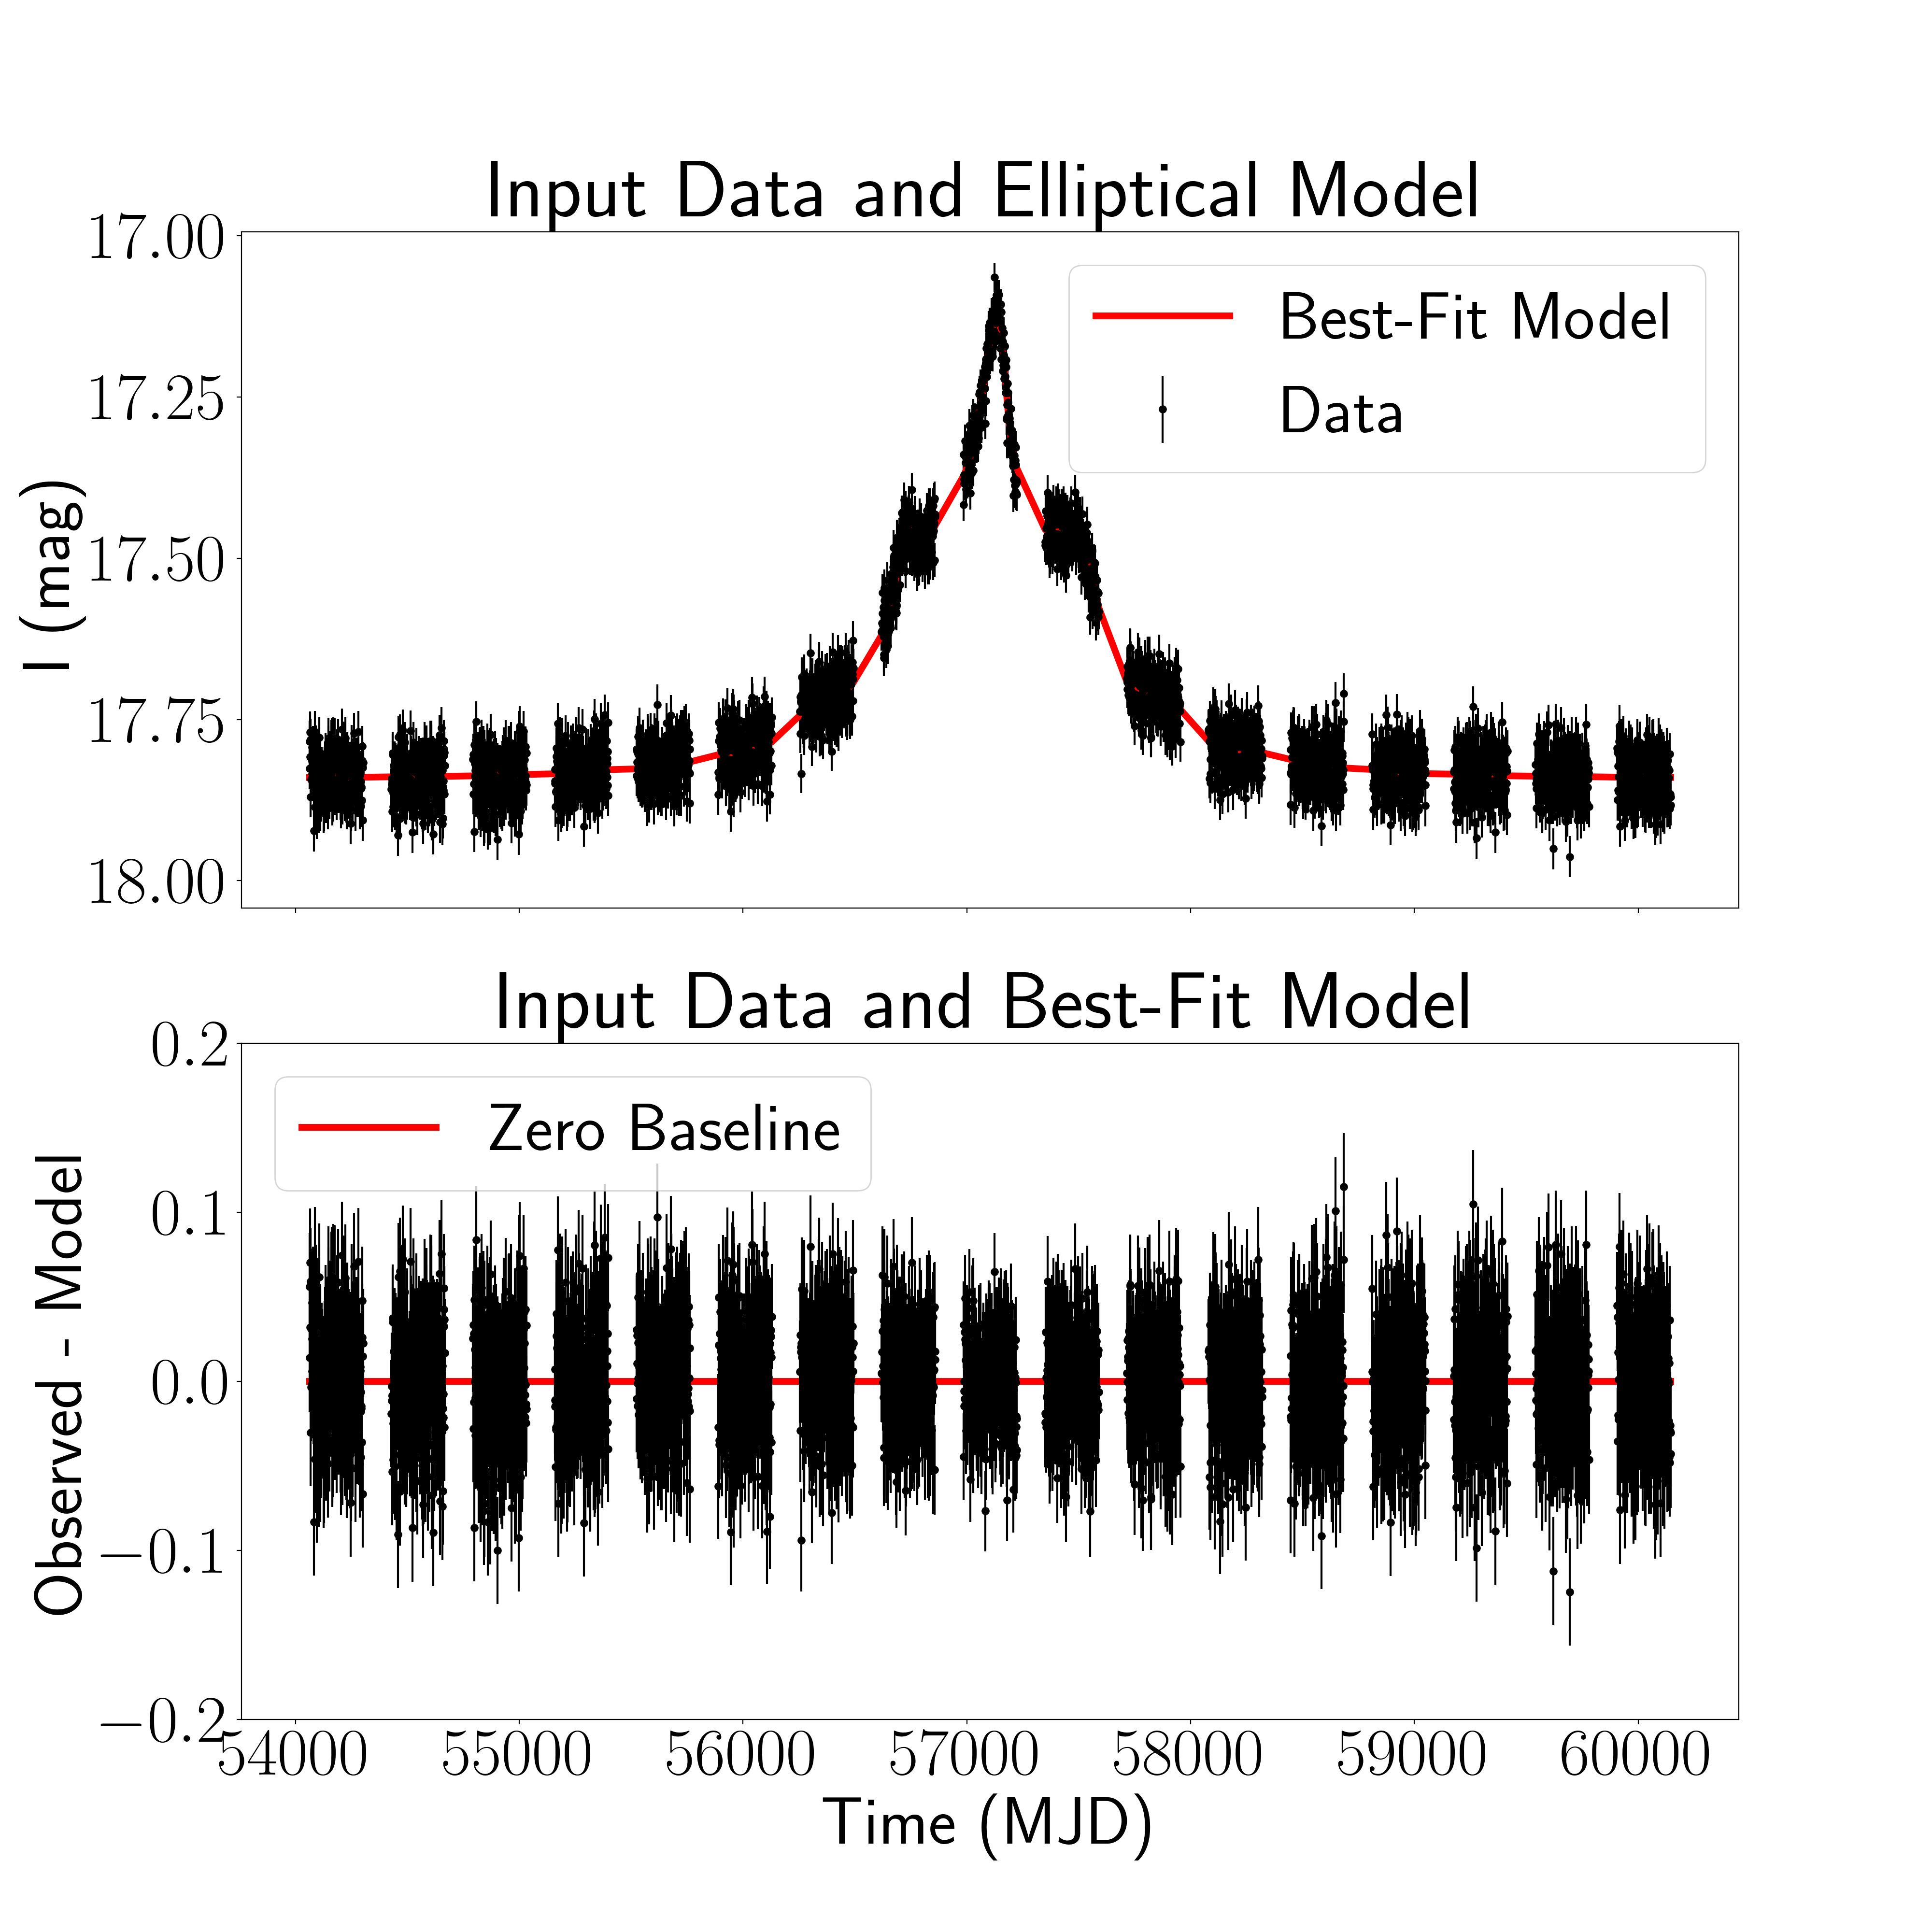 Input Data and Elliptical Model
17.00
17.25
17.50
17.75
18.00
I (mag)
Best-Fit Model
Data
Input Data and Best-Fit Model
0.2
0.1
0.0
−0.1
−0.2
Observed - Model
Zero Baseline
54000 55000 56000 57000 58000 59000 60000
Time (MJD)